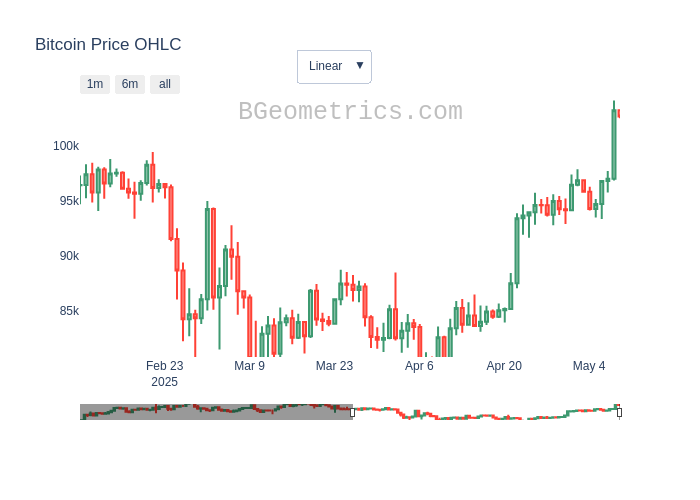 Bitcoin Price OHLC
Linear ▼
1m 6m all
BGeometrics.com
100k
95k
90k
85k
Feb 23 Mar 9 Mar 23 Apr 6 Apr 20 May 4
2025